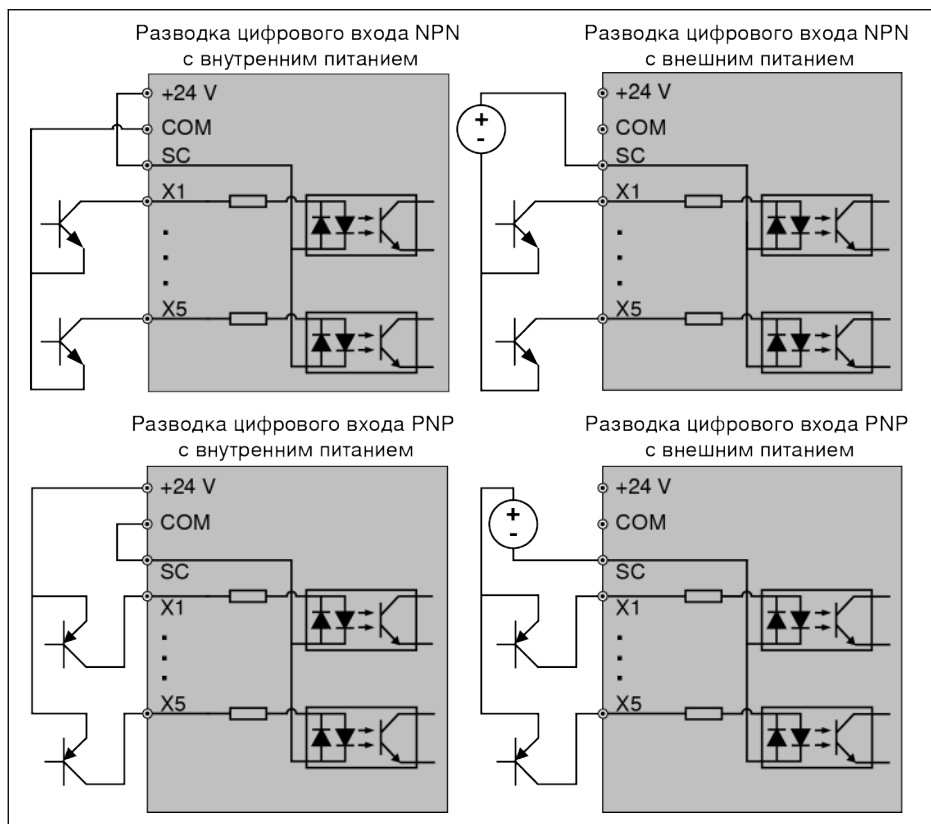 Разводка цифрового входа NPN
с внутренним питанием
+24 V
COM
SC
X1
X5
Разводка цифрового входа NPN
с внешним питанием
+24 V
COM
SC
X1
X5
+
-
Разводка цифрового входа PNP
с внутренним питанием
+24 V
COM
SC
X1
X5
Разводка цифрового входа PNP
с внешним питанием
+24 V
COM
SC
X1
X5
+
-